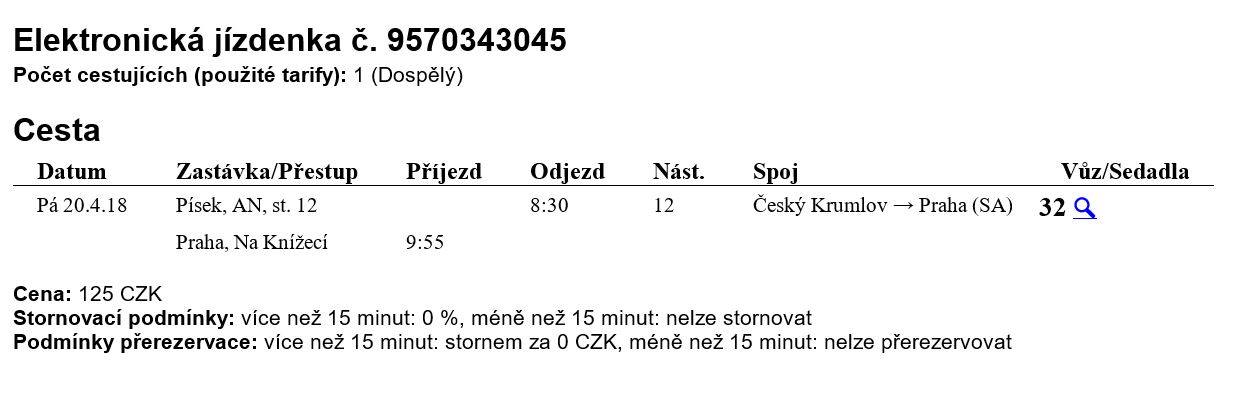 Elektronická jízdenka č. 9570343045
Počet cestujících (použité tarify): 1 (Dospělý)
Cesta
Datum Zastávka/Přestup Příjezd Odjezd Nást. Spoj Vůz/Sedadla
Pá 20.4.18 Písek, AN, st. 12 8:30 12 Český Krumlov → Praha (SA) 32
Praha, Na Knížecí 9:55
Cena: 125 CZK
Stornovací podmínky: více než 15 minut: 0 %, méně než 15 minut: nelze stornovat
Podmínky přerezervace: více než 15 minut: stornem za 0 CZK, méně než 15 minut: nelze přerezervovat